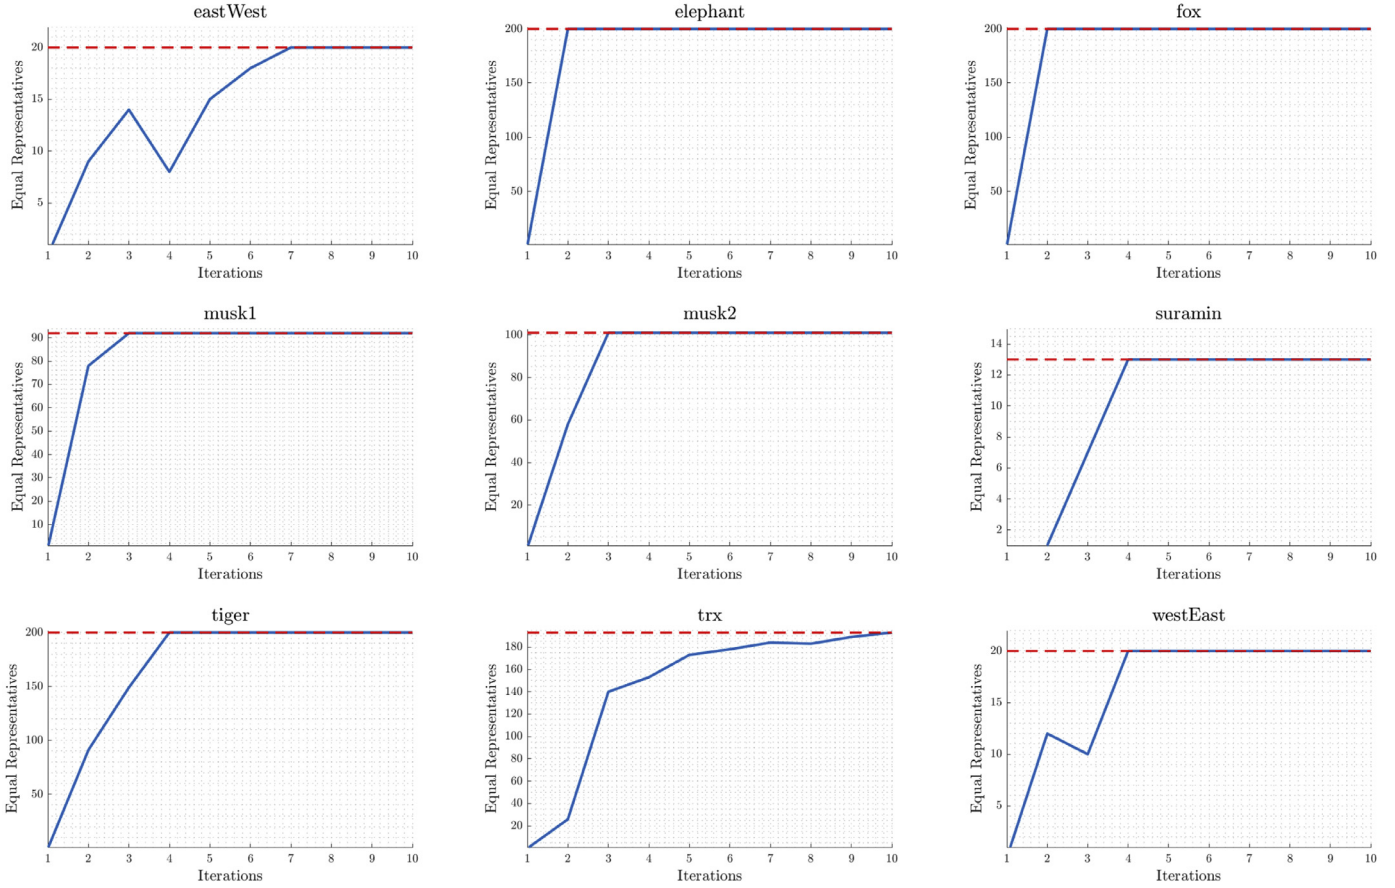 eastWest
Equal Representatives
20
15
10
5
1 2 3 4 5 6 7 8 9 10
Iterations
elephant
Equal Representatives
200
150
100
50
1 2 3 4 5 6 7 8 9 10
Iterations
fox
Equal Representatives
200
150
100
50
1 2 3 4 5 6 7 8 9 10
Iterations
musk1
Equal Representatives
90
80
70
60
50
40
30
20
10
1 2 3 4 5 6 7 8 9 10
Iterations
musk2
Equal Representatives
100
80
60
40
20
1 2 3 4 5 6 7 8 9 10
Iterations
suramin
Equal Representatives
14
12
10
8
6
4
2
1 2 3 4 5 6 7 8 9 10
Iterations
tiger
Equal Representatives
200
150
100
50
1 2 3 4 5 6 7 8 9 10
Iterations
trx
Equal Representatives
180
160
140
120
100
80
60
40
20
1 2 3 4 5 6 7 8 9 10
Iterations
westEast
Equal Representatives
20
15
10
5
1 2 3 4 5 6 7 8 9 10
Iterations